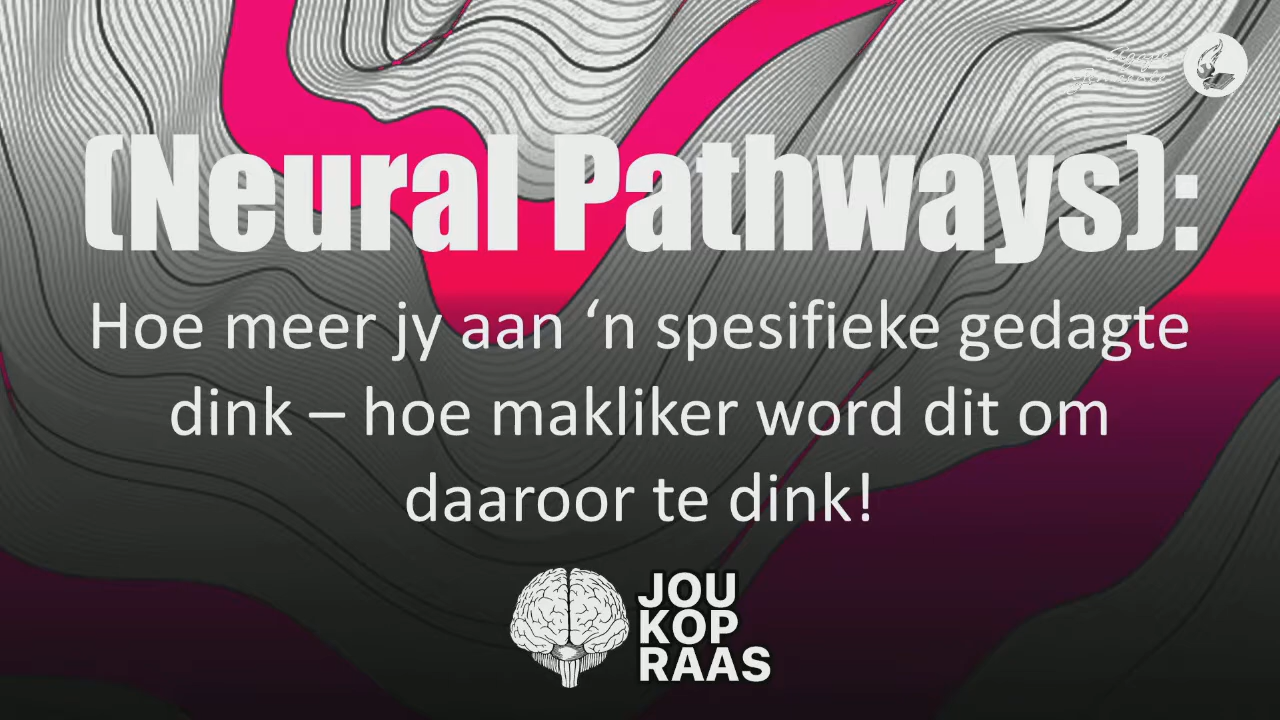 (Neural Pathways):
Hoe meer jy aan ‘n spesifieke gedagte
dink – hoe makliker word dit om
daaroor te dink!
JOU
KOP
RAAS